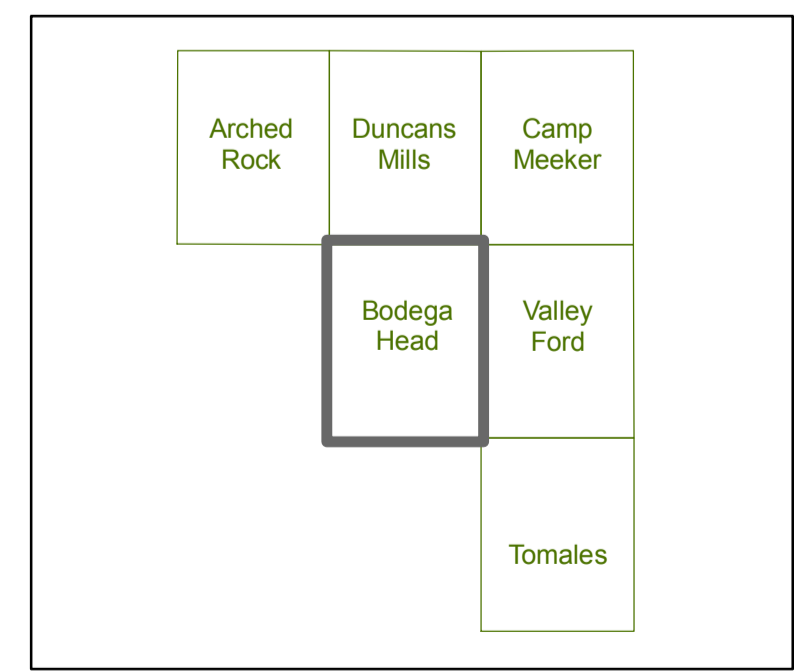 Arched
Rock
Duncans
Mills
Camp
Meeker
Bodega
Head
Valley
Ford
Tomales